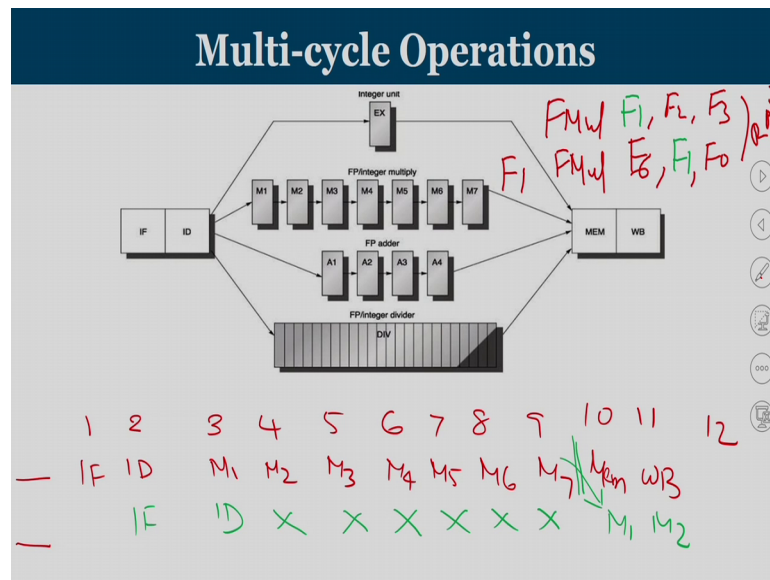 Multi-cycle Operations
Integer unit
EX
FMul F1, F2, F3
FMul F6, F1, F0
F1
FP/integer multiply
M1 M2 M3 M4 M5 M6 M7
IF ID
MEM WB
FP adder
A1 A2 A3 A4
FP/integer divider
DIV
1 2 3 4 5 6 7 8 9 10 11 12
IF ID M1 M2 M3 M4 M5 M6 M7 Mem WB
IF ID X X X X X X M1 M2